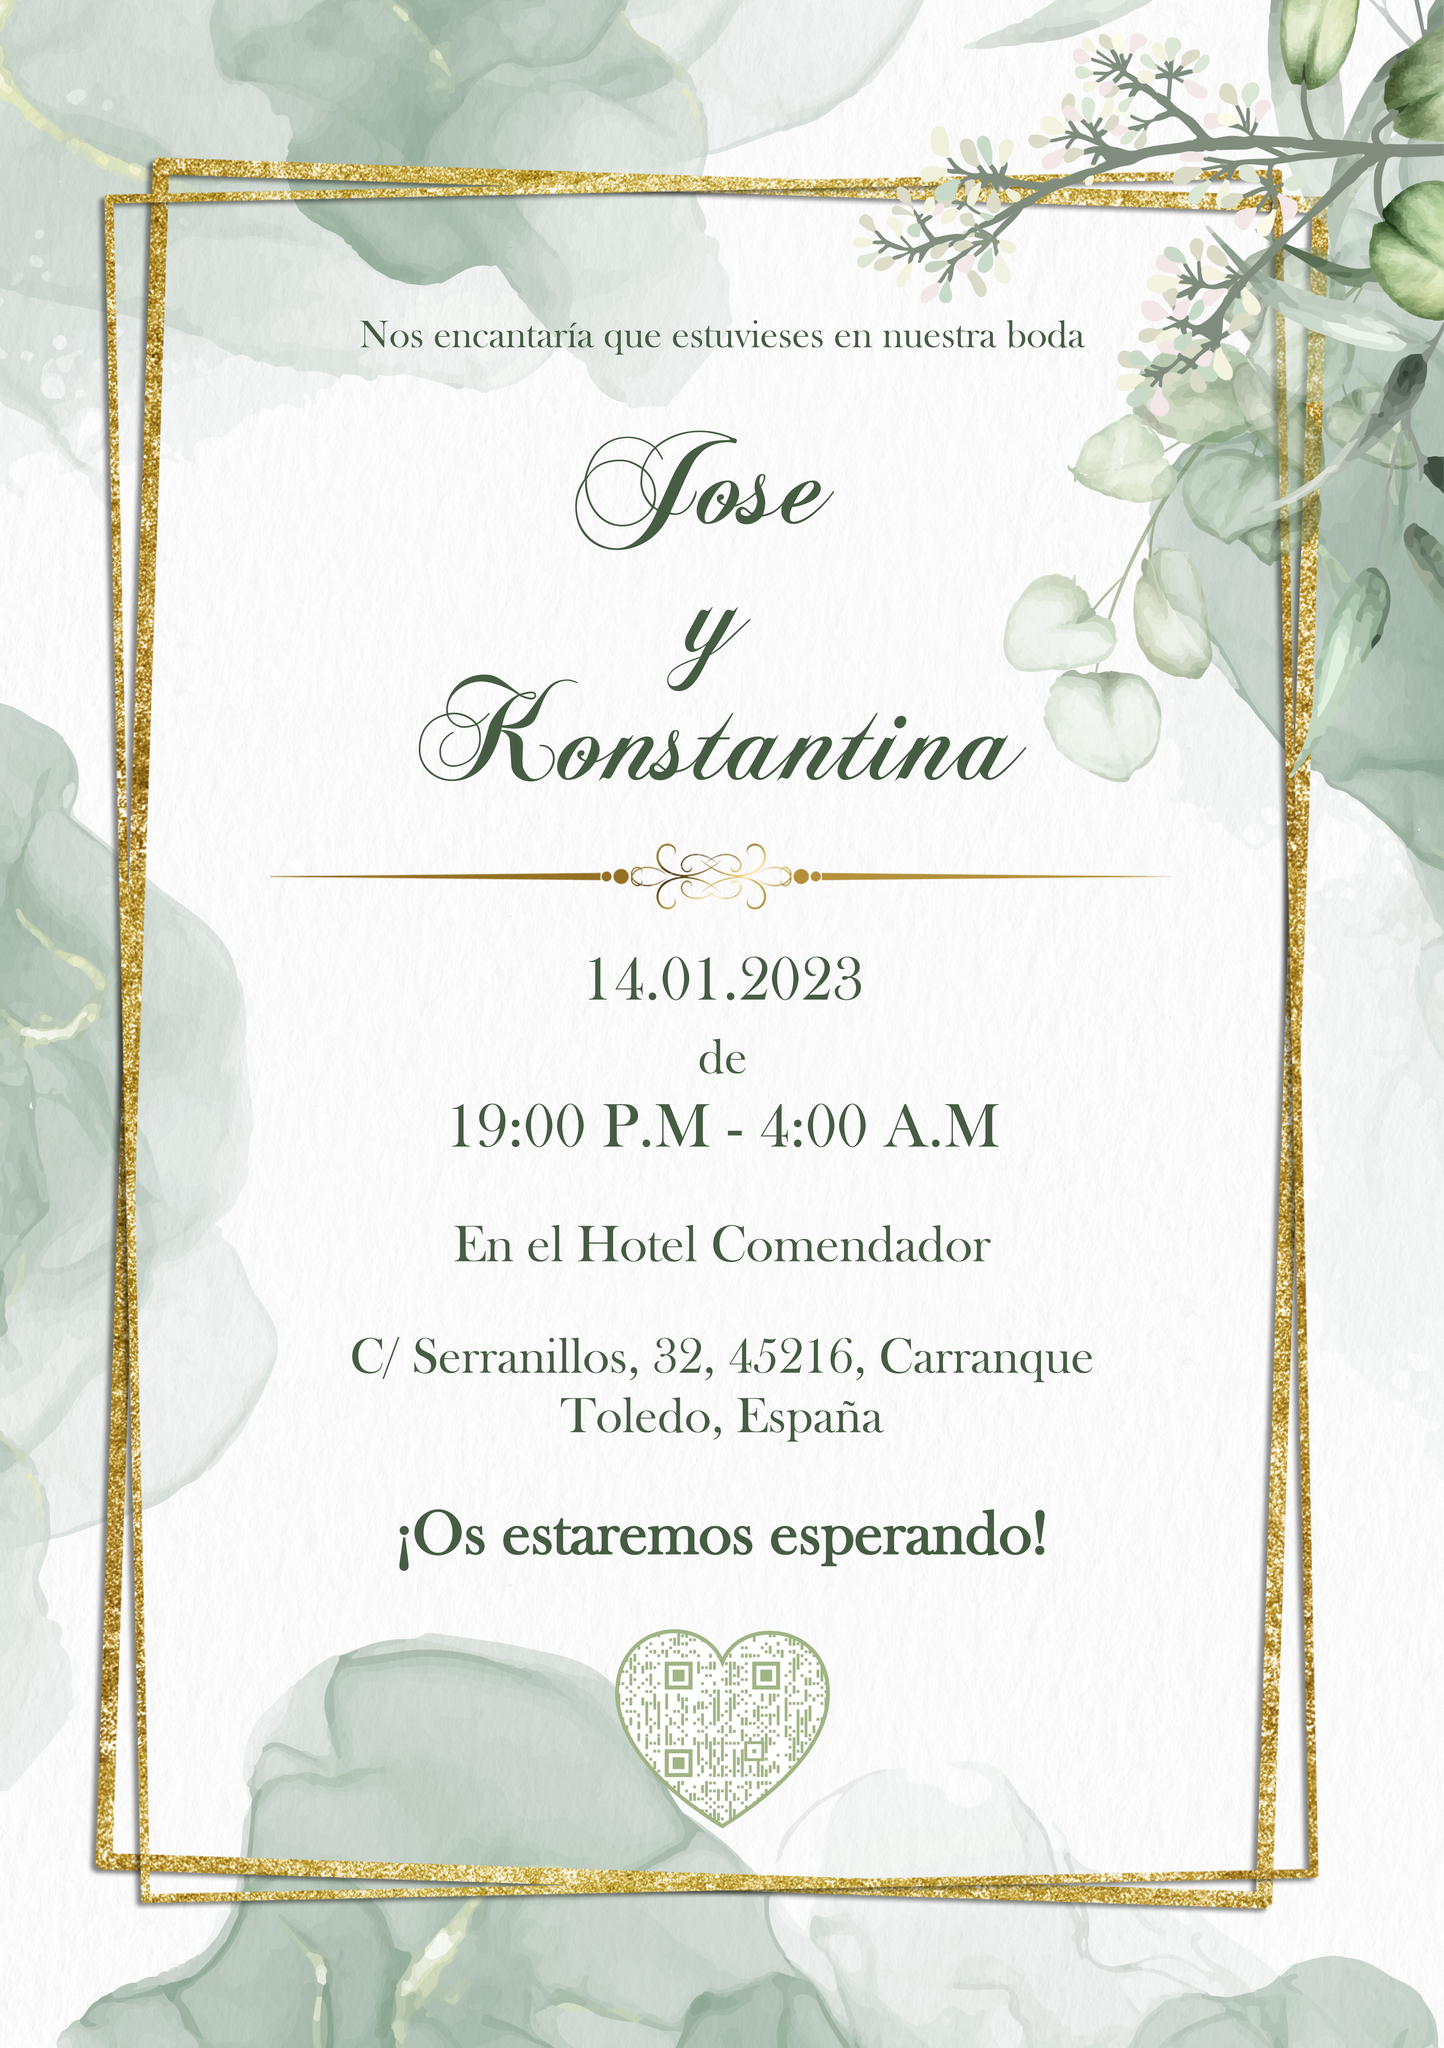 Nos encantaría que estuvieses en nuestra boda
Jose
y
Konstantina
14.01.2023
de
19:00 P.M - 4:00 A.M
En el Hotel Comendador
C/ Serranillos, 32, 45216, Carranque
Toledo, España
¡Os estaremos esperando!